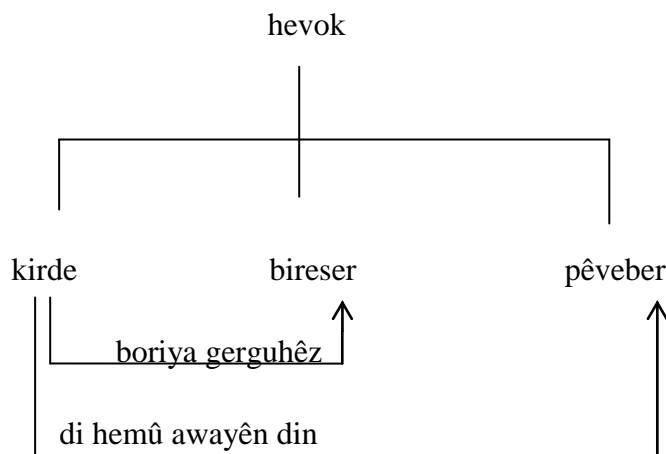 hevok
kirde bireser pêveber
boriya gerguhêz
di hemû awayên din